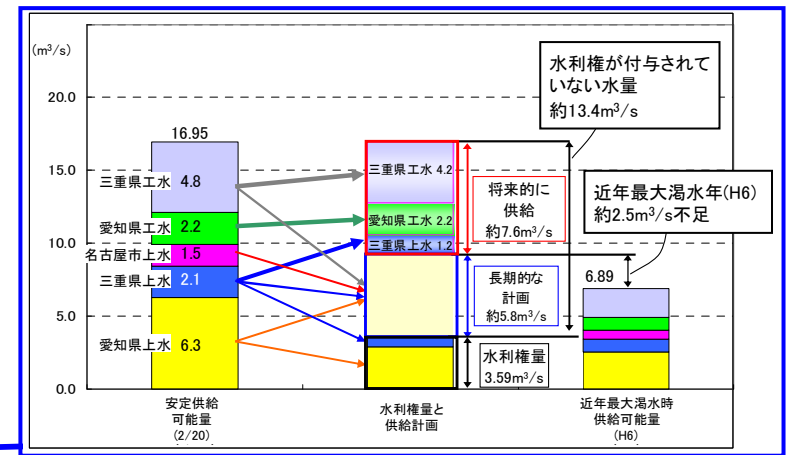 (m³/s)
20.0
15.0
10.0
5.0
0.0
16.95
三重県工水
4.8
愛知県工水
2.2
名古屋市上水
1.5
三重県上水
2.1
愛知県上水
6.3
三重県工水 4.2
愛知県工水 2.2
三重県上水 1.2
将来的に
供給
約7.6m³/s
長期的な
計画
約5.8m³/s
水利権量
3.59m³/s
水利権が付与されて
いない水量
約13.4m³/s
近年最大渇水年(H6)
約2.5m³/s不足
6.89
安定供給
可能量
(2/20)
水利権量と
供給計画
近年最大渇水時
供給可能量
(H6)